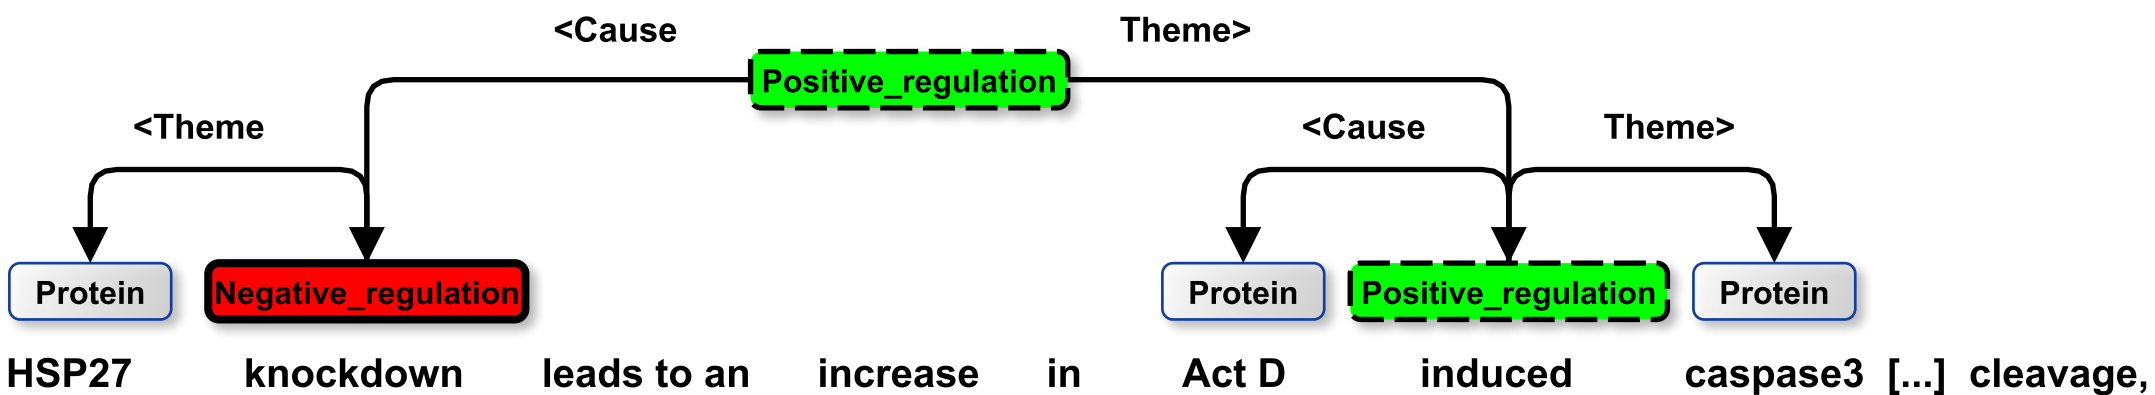 <Cause Theme>
Positive_regulation
<Theme <Cause Theme>
Protein Negative_regulation Protein Positive_regulation Protein
HSP27 knockdown leads to an increase in Act D induced caspase3 [...] cleavage,